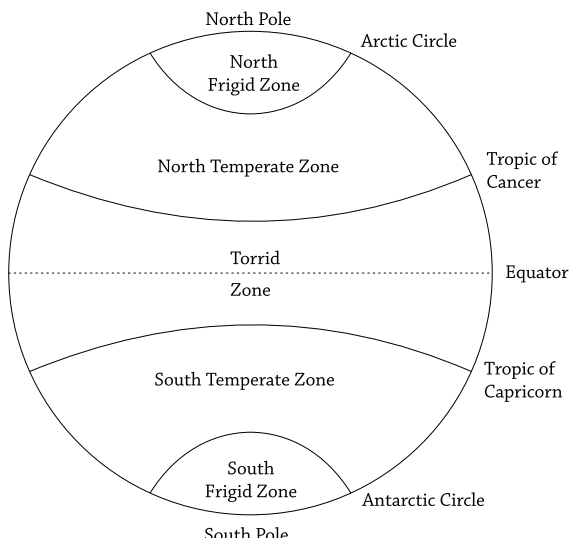 North Pole
Arctic Circle
North
Frigid Zone
Tropic of
Cancer
North Temperate Zone
Torrid
Equator
Zone
Tropic of
Capricorn
South Temperate Zone
South
Frigid Zone
Antarctic Circle
South Pole